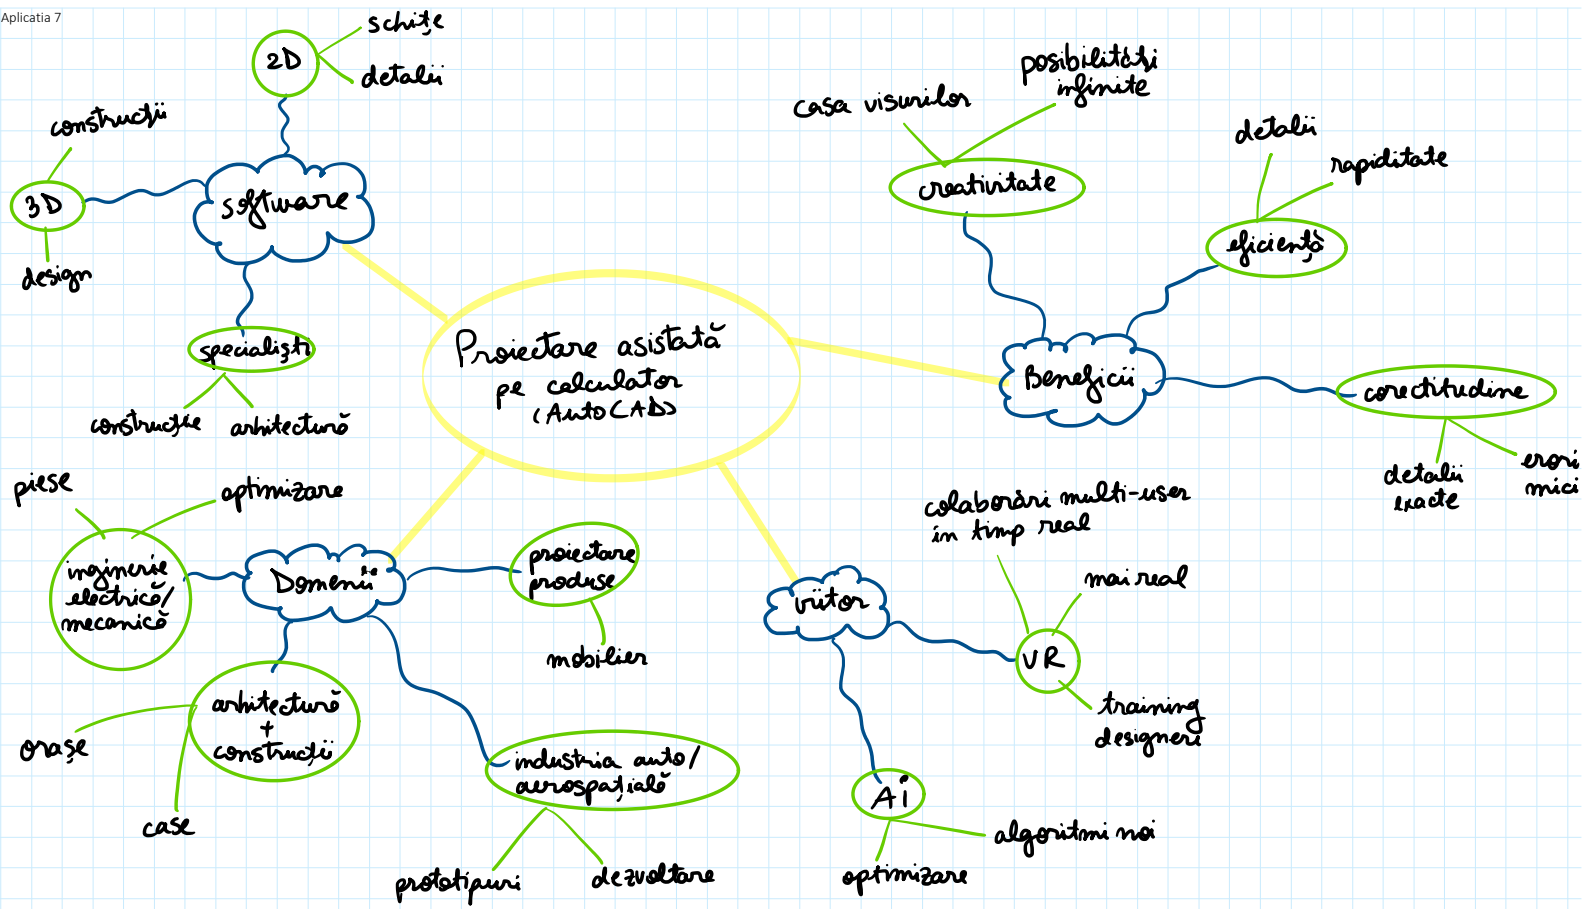 Aplicatia 7
2D
schițe
detalii
software
3D
construcții
design
specialiști
construcție
arhitectură
Proiectare asistată
pe calculator
(AutoCAD)
Beneficii
creativitate
casa visurilor
posibilități
infinite
eficiență
detalii
rapiditate
corectitudine
detalii
exacte
erori
mici
Domenii
inginerie
electrică/
mecanică
piese
optimizare
proiectare
produse
mobilier
arhitectură
+
construcții
orașe
case
industria auto/
aerospațială
prototipuri
dezvoltare
viitor
VR
colaborări multi-user
în timp real
mai real
training
designeri
Ai
algoritmi noi
optimizare